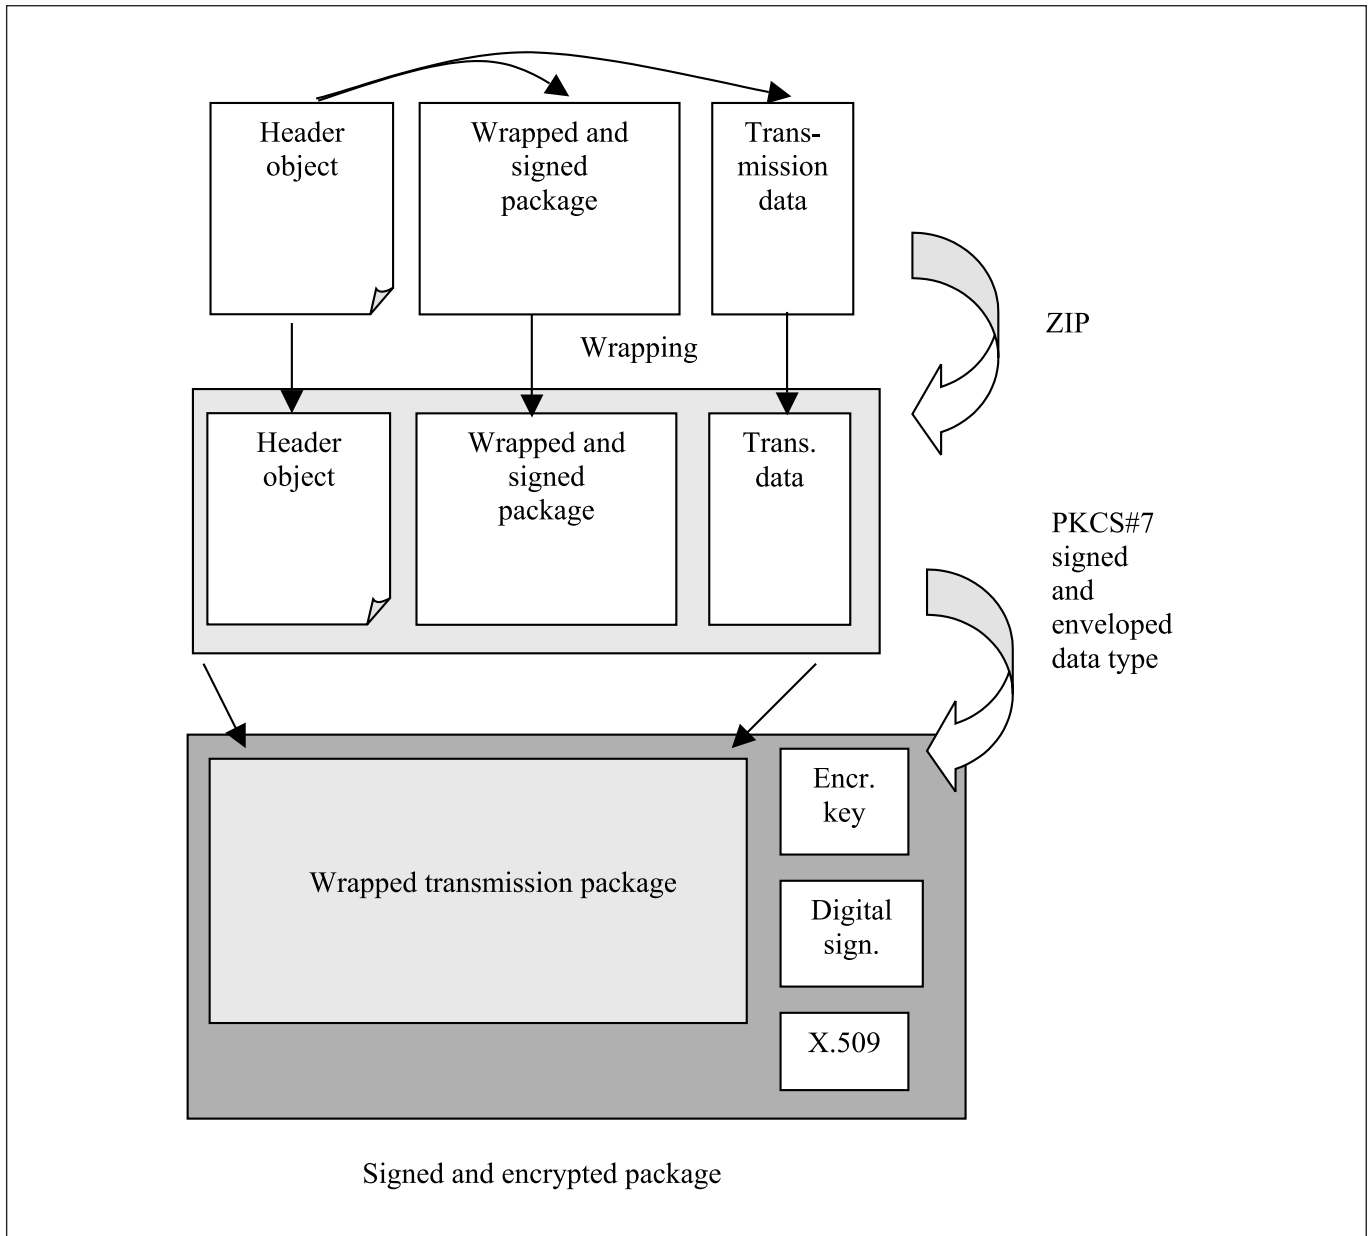 Header
object
Wrapped and
signed
package
Trans-
mission
data
ZIP
Wrapping
Header
object
Wrapped and
signed
package
Trans.
data
PKCS#7
signed
and
enveloped
data type
Encr.
key
Wrapped transmission package
Digital
sign.
X.509
Signed and encrypted package